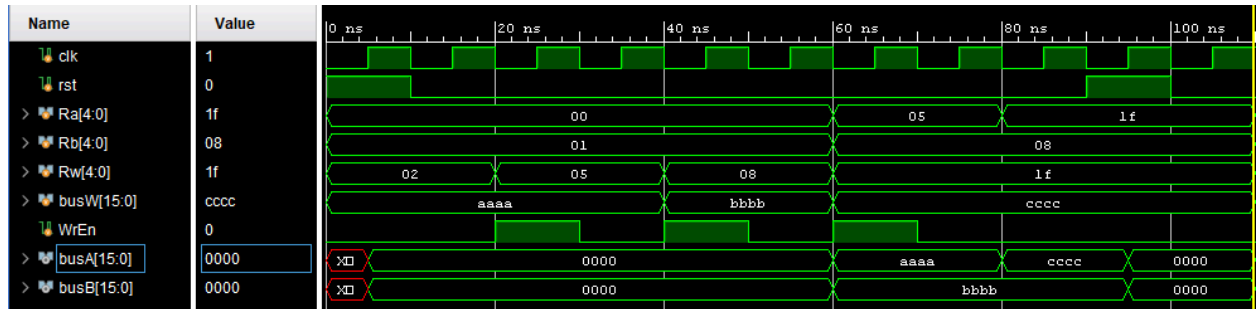 Name Value 0 ns 20 ns 40 ns 60 ns 80 ns 100 ns
clk 1
rst 0
> Ra[4:0] 1f 00 05 1f
> Rb[4:0] 08 01 08
> Rw[4:0] 1f 02 05 08 1f
> busW[15:0] cccc aaaa bbbb cccc
WrEn 0
> busA[15:0] 0000 X□ 0000 aaaa cccc 0000
> busB[15:0] 0000 X□ 0000 bbbb 0000